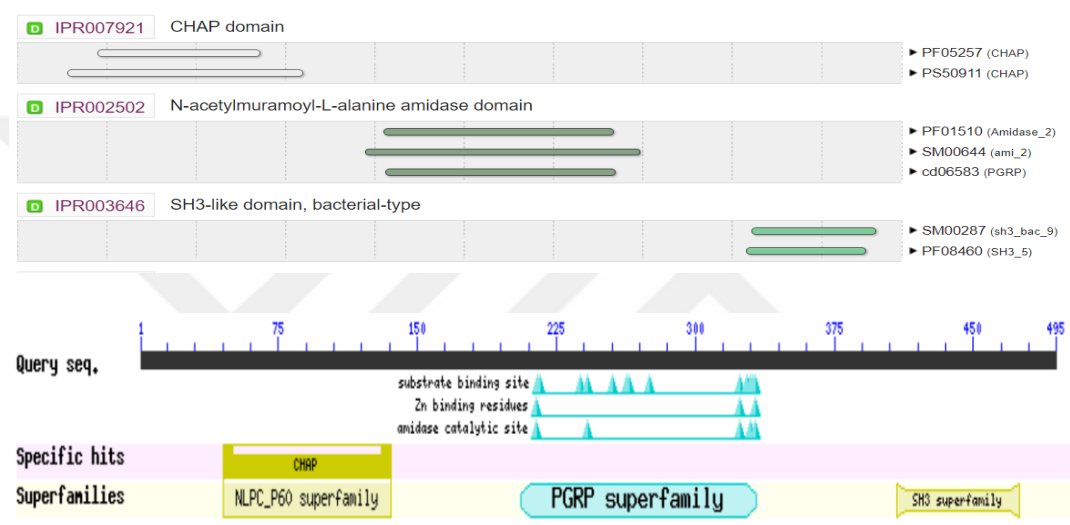 D IPR007921 CHAP domain
► PF05257 (CHAP)
► PS50911 (CHAP)
D IPR002502 N-acetylmuramoyl-L-alanine amidase domain
► PF01510 (Amidase_2)
► SM00644 (ami_2)
► cd06583 (PGRP)
D IPR003646 SH3-like domain, bacterial-type
► SM00287 (sh3_bac_9)
► PF08460 (SH3_5)
1 75 150 225 300 375 450 495
Query seq.
substrate binding site
Zn binding residues
amidase catalytic site
Specific hits CHAP
Superfamilies NLPC_P60 superfamily PGRP superfamily SH3 superfamily